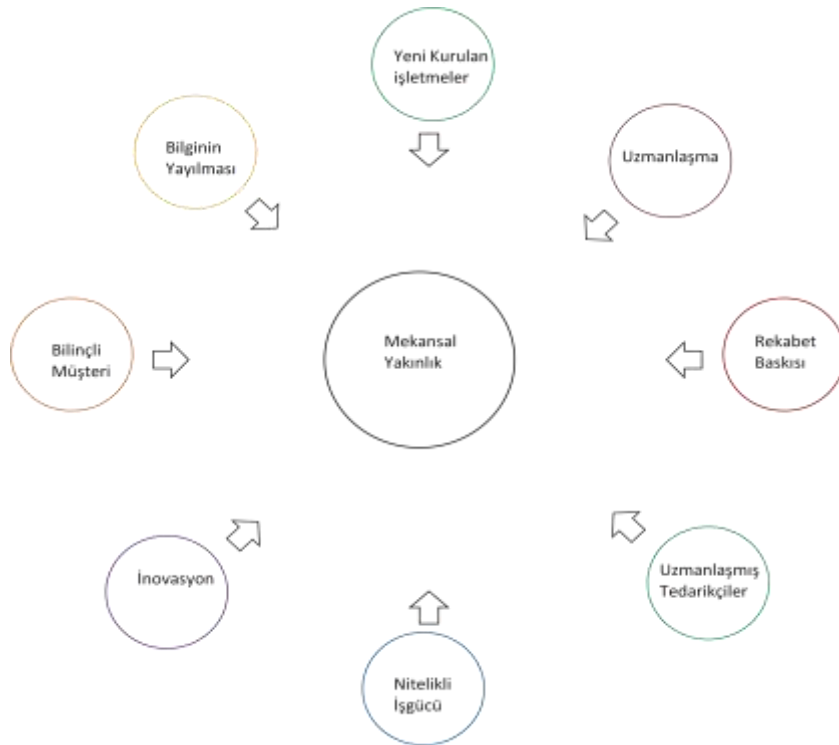 Yeni Kurulan
işletmeler
Bilginin
Yayılması
Uzmanlaşma
Bilinçli
Müşteri
Mekansal
Yakınlık
Rekabet
Baskısı
İnovasyon
Uzmanlaşmış
Tedarikçiler
Nitelikli
İşgücü